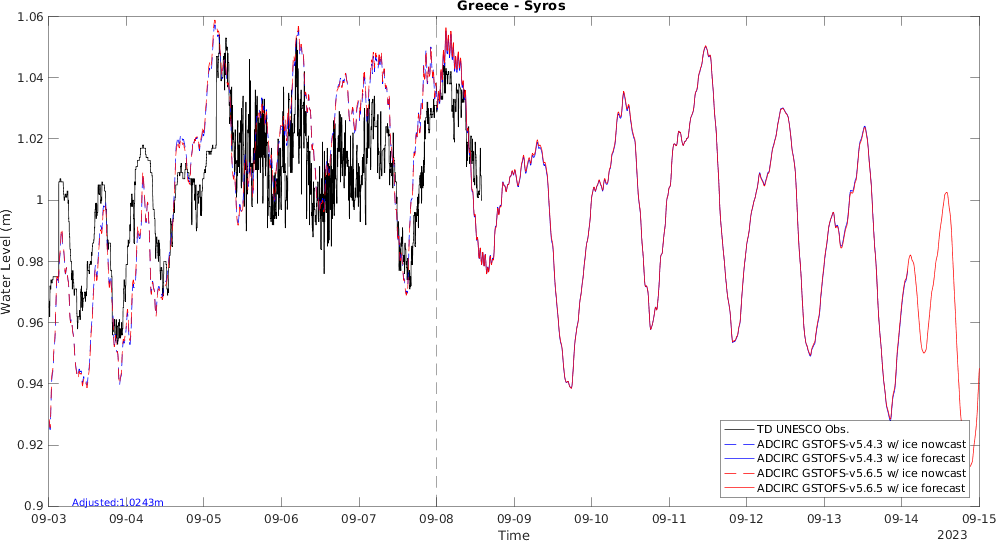 Greece - Syros
1.06
1.04
1.02
1
0.98
0.96
0.94
0.92
0.9
Water Level (m)
TD UNESCO Obs.
ADCIRC GSTOFS-v5.4.3 w/ ice nowcast
ADCIRC GSTOFS-v5.4.3 w/ ice forecast
ADCIRC GSTOFS-v5.6.5 w/ ice nowcast
ADCIRC GSTOFS-v5.6.5 w/ ice forecast
Adjusted:1.0243m
09-03 09-04 09-05 09-06 09-07 09-08 09-09 09-10 09-11 09-12 09-13 09-14 09-15
Time
2023